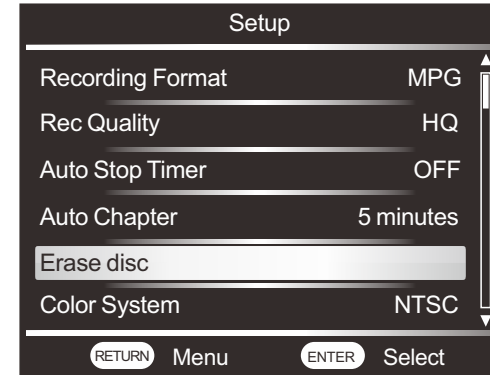 Setup
Recording Format MPG
Rec Quality HQ
Auto Stop Timer OFF
Auto Chapter 5 minutes
Erase disc
Color System NTSC
RETURN Menu ENTER Select